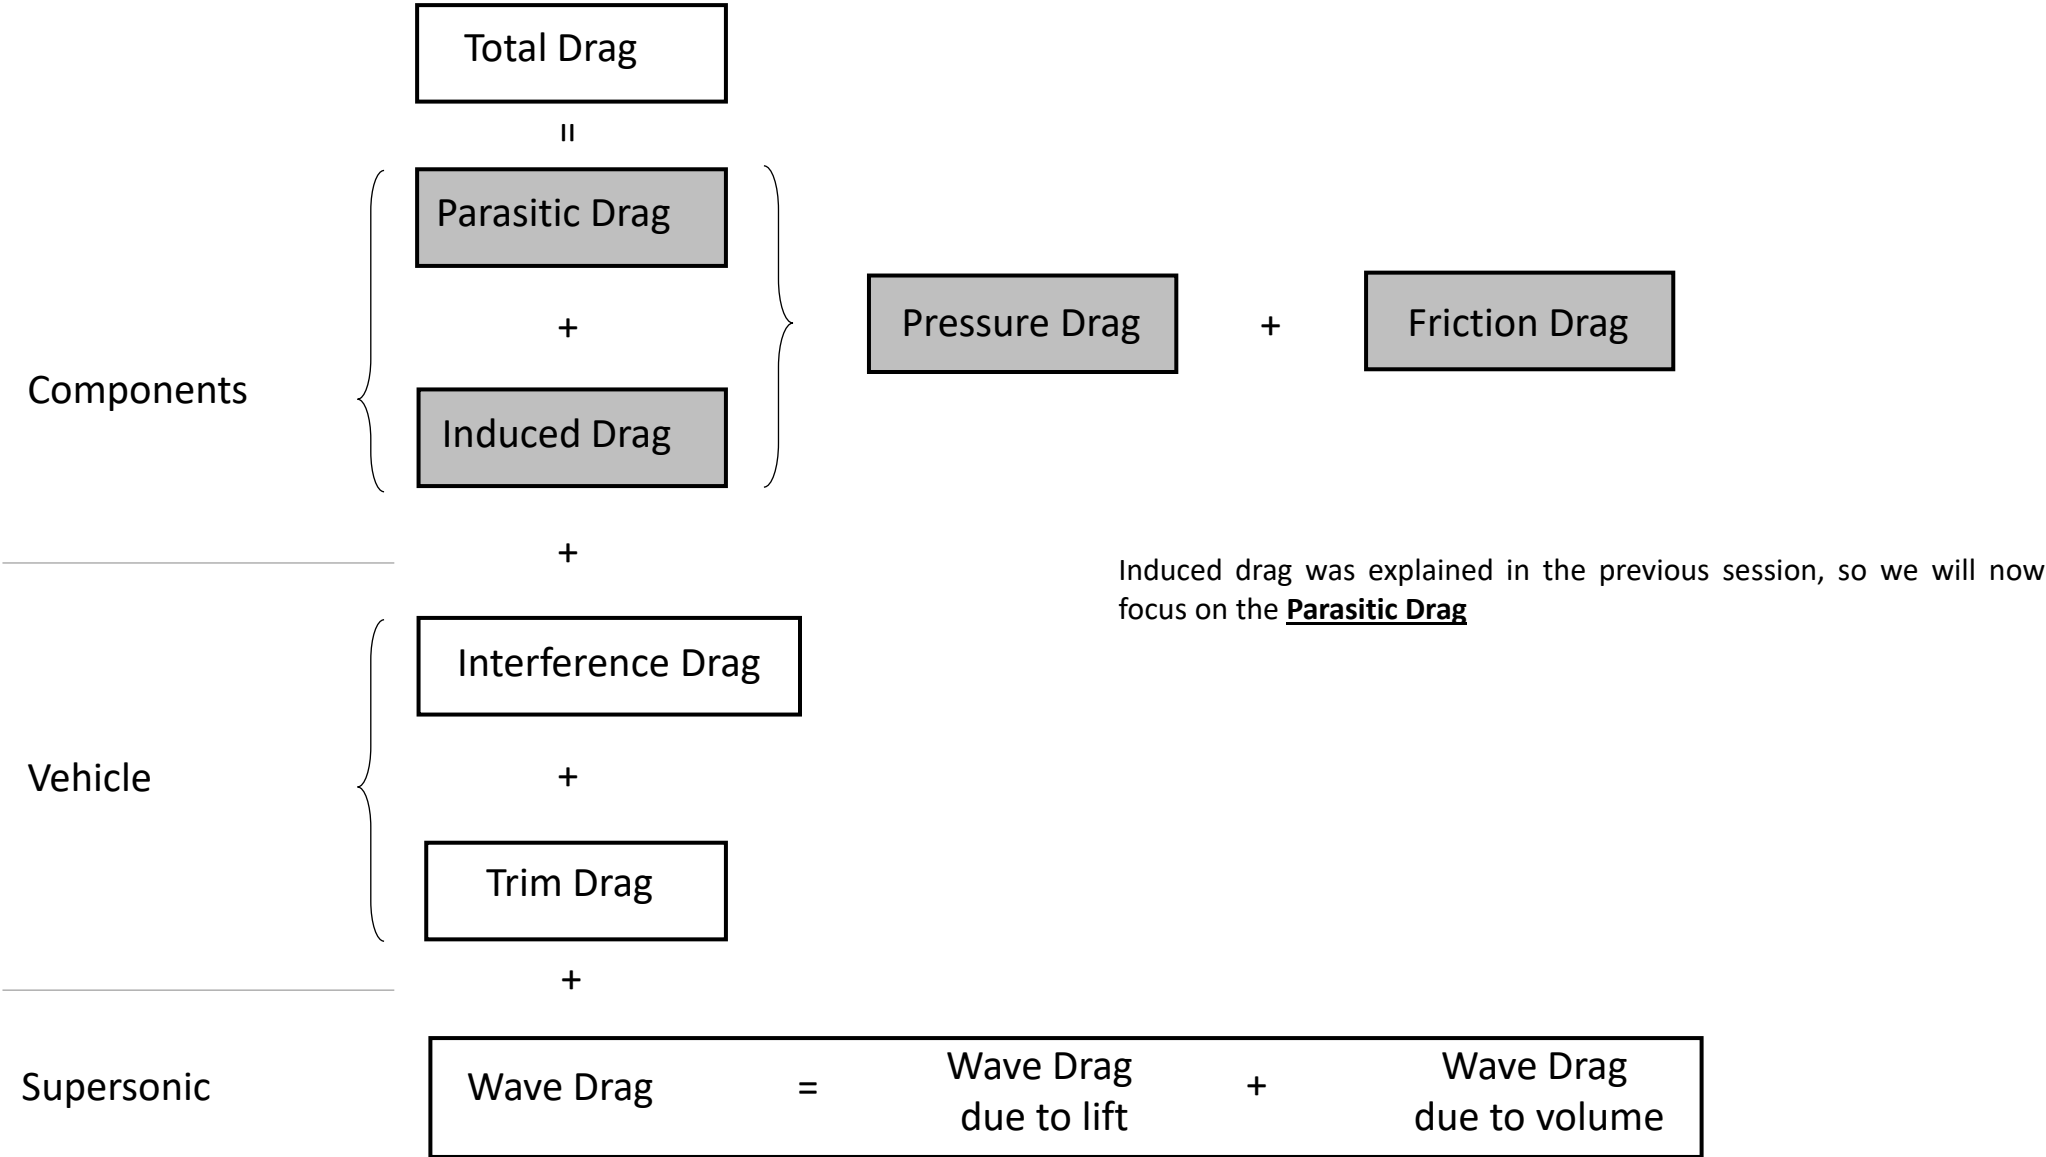 Total Drag
=
Parasitic Drag
+
Pressure Drag + Friction Drag
Components
Induced Drag
+
Induced drag was explained in the previous session, so we will now
focus on the Parasitic Drag
Interference Drag
Vehicle
+
Trim Drag
+
Supersonic
Wave Drag =
Wave Drag
due to lift
+
Wave Drag
due to volume